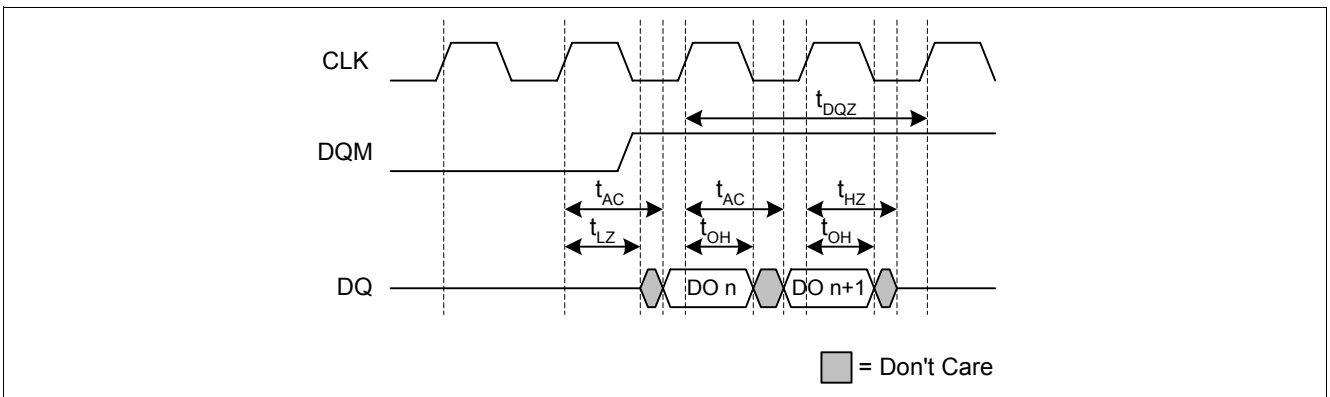 CLK
tDQZ
DQM
tAC tAC tHZ
tLZ tOH tOH
DQ DO n DO n+1
= Don't Care